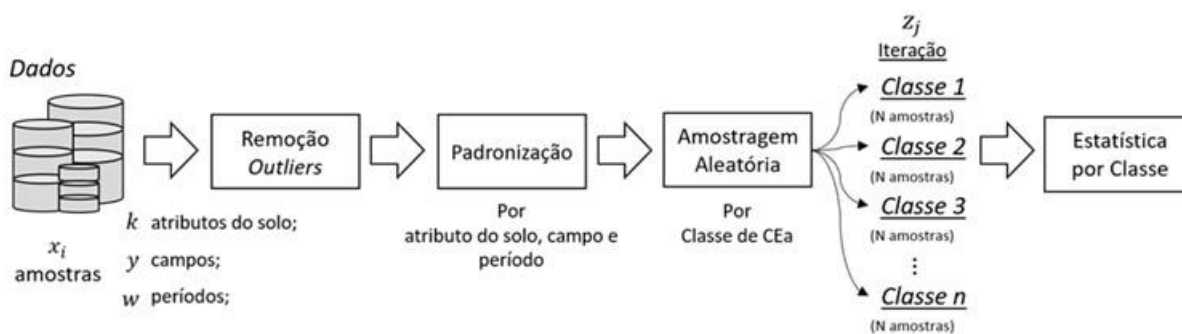 Dados
x_i
amostras
k atributos do solo;
y campos;
w períodos;
Remoção
Outliers
Padronização
Por
atributo do solo, campo e
período
Amostragem
Aleatória
Por
Classe de CEa
z_j
Iteração
Classe 1
(N amostras)
Classe 2
(N amostras)
Classe 3
(N amostras)
⋮
Classe n
(N amostras)
Estatística
por Classe